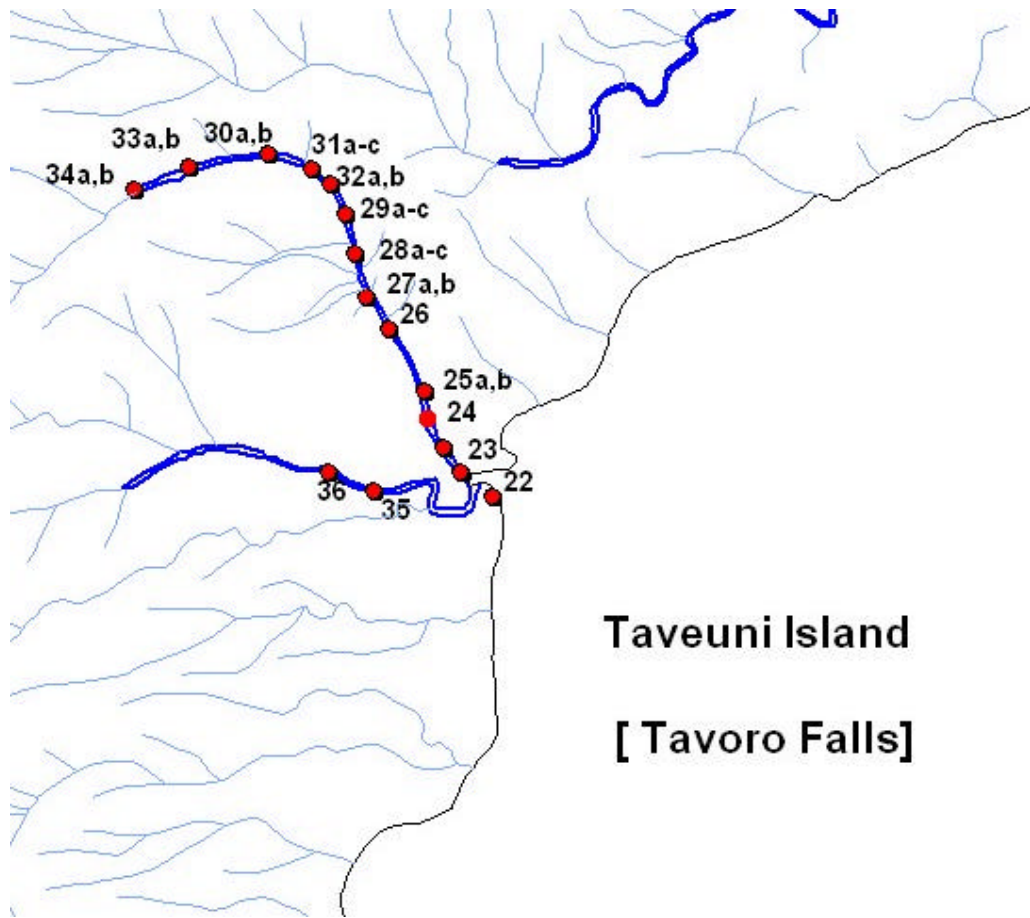 33a,b
30a,b
31a-c
34a,b
32a,b
29a-c
28a-c
27a,b
26
25a,b
24
23
22
36
35
Taveuni Island
[ Tavoro Falls]